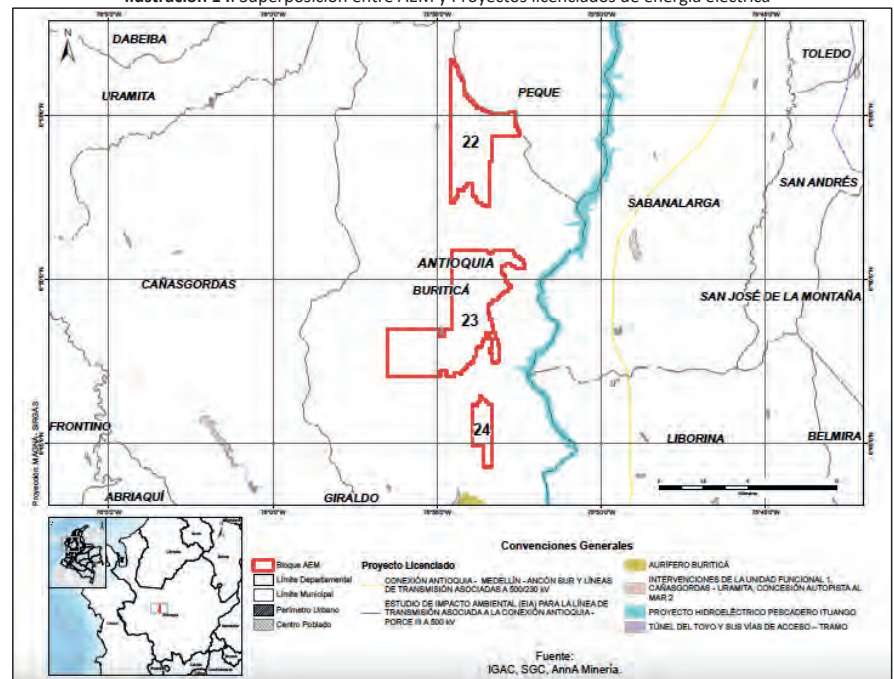 Ilustración 14. Superposición entre AEM y Proyectos licenciados de energía eléctrica
DABEIBA
TOLEDO
URAMITA
PEQUE
22
SAN ANDRÉS
SABANALARGA
ANTIOQUIA
CAÑASGORDAS
BURITICÁ
SAN JOSÉ DE LA MONTAÑA
23
FRONTINO
24
LIBORINA
BELMIRA
ABRIAQUÍ
GIRALDO
Convenciones Generales
Bloque AEM
Límite Departamental
Límite Municipal
Perímetro Urbano
Centro Poblado
Proyecto Licenciado
CONEXIÓN ANTIOQUIA - MEDELLÍN - ANCÓN SUR Y LÍNEAS
DE TRANSMISIÓN ASOCIADAS A 500/230 kV
ESTUDIO DE IMPACTO AMBIENTAL (EIA) PARA LA LÍNEA DE
TRANSMISIÓN ASOCIADA A LA CONEXIÓN ANTIOQUIA -
PORCE III A 500 kV
AURÍFERO BURITICÁ
INTERVENCIONES DE LA UNIDAD FUNCIONAL 1,
CAÑASGORDAS - URAMITA, CONCESIÓN AUTOPISTA AL
MAR 2
PROYECTO HIDROELÉCTRICO PESCADERO ITUANGO
TÚNEL DEL TOYO Y SUS VÍAS DE ACCESO – TRAMO
Fuente:
IGAC, SGC, AnnA Minería.